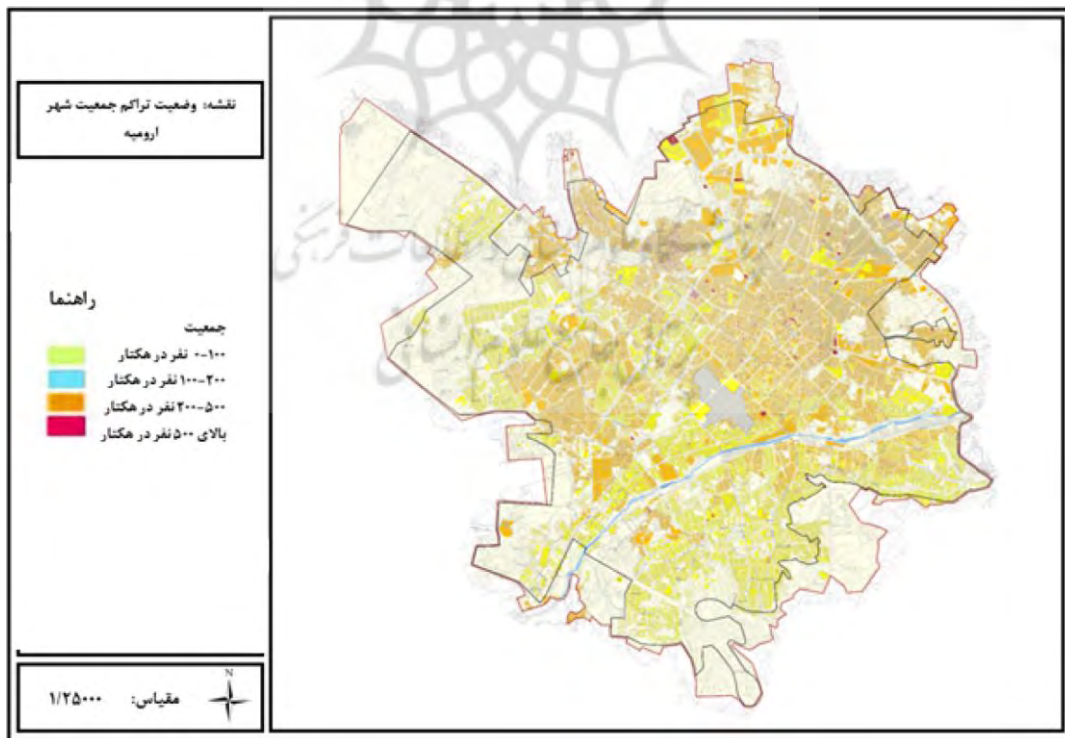 نقشه: وضعیت تراکم جمعیت شهر
ارومیه
راهنما
جمعیت
۰-۱۰۰ نفر در هکتار
۱۰۰-۲۰۰ نفر در هکتار
۲۰۰-۵۰۰ نفر در هکتار
بالای ۵۰۰ نفر در هکتار
N
مقیاس: ۱/۲۵۰۰۰